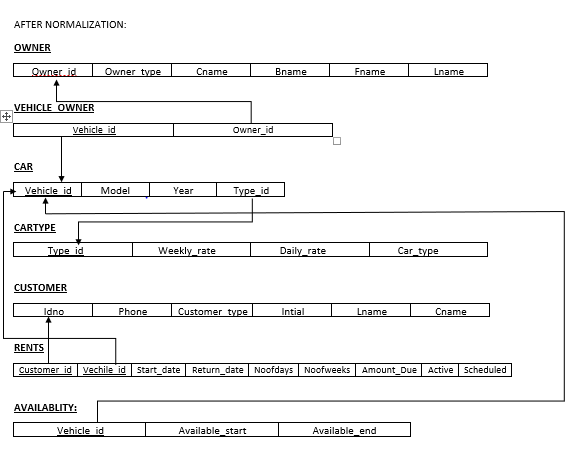 AFTER NORMALIZATION:
OWNER
Owner_id Owner_type Cname Bname Fname Lname
VEHICLE_OWNER
Vehicle_id Owner_id
CAR
Vehicle_id Model Year Type_id
CARTYPE
Type_id Weekly_rate Daily_rate Car_type
CUSTOMER
Idno Phone Customer_type Intial Lname Cname
RENTS
Customer_id Vechile_id Start_date Return_date Noofdays Noofweeks Amount_Due Active Scheduled
AVAILABLITY:
Vehicle_id Available_start Available_end